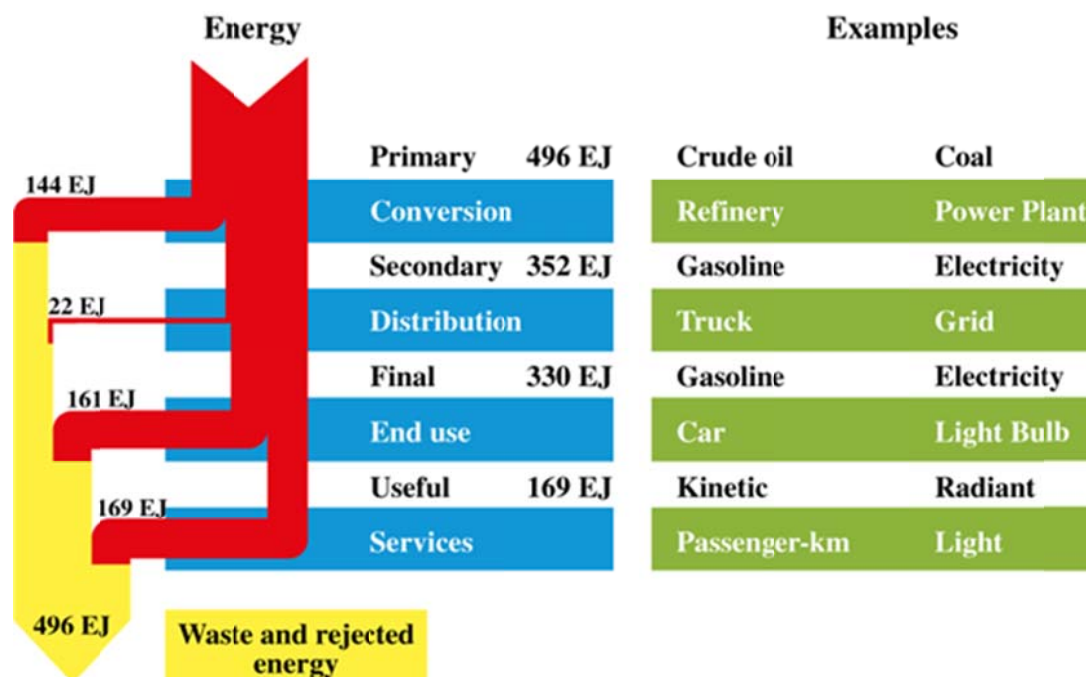 Energy Examples
Primary 496 EJ Crude oil Coal
144 EJ
Conversion Refinery Power Plant
Secondary 352 EJ Gasoline Electricity
22 EJ
Distribution Truck Grid
Final 330 EJ Gasoline Electricity
161 EJ
End use Car Light Bulb
Useful 169 EJ Kinetic Radiant
169 EJ
Services Passenger-km Light
496 EJ
Waste and rejected
energy